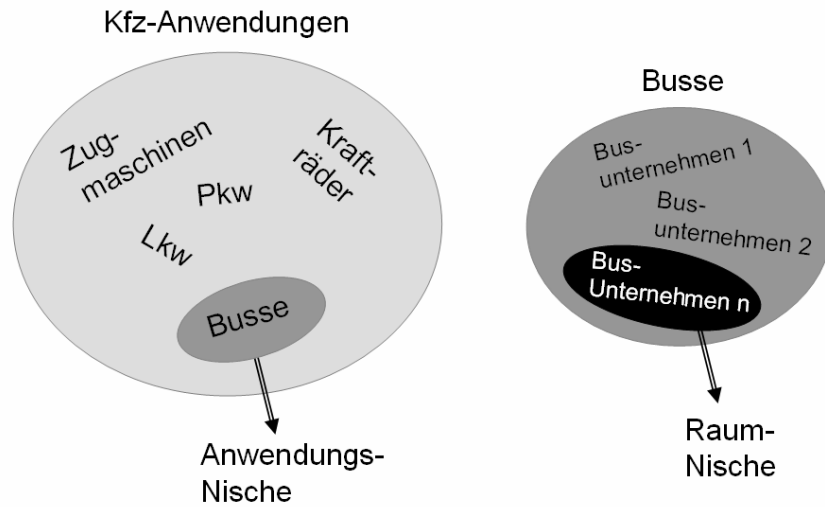 Kfz-Anwendungen
Zug-
maschinen
Kraft-
räder
Pkw
Lkw
Busse
Anwendungs-
Nische
Busse
Bus-
unternehmen 1
Bus-
unternehmen 2
Bus-
Unternehmen n
Raum-
Nische